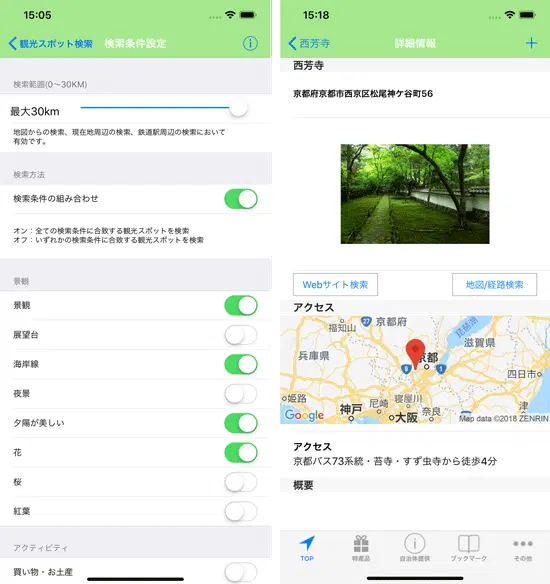 15:05
観光スポット検索
検索条件設定
検索範囲(0〜30KM)
最大30km
地図からの検索、現在地周辺の検索、鉄道駅周辺の検索において
有効です。
検索方法
検索条件の組み合わせ
オン：全ての検索条件に合致する観光スポットを検索
オフ：いずれかの検索条件に合致する観光スポットを検索
景観
景観
展望台
海岸線
夜景
夕陽が美しい
花
桜
紅葉
アクティビティ
買い物・お土産
15:18
西芳寺
詳細情報
西芳寺
京都府京都市西京区松尾神ケ谷町56
Webサイト検索
地図/経路検索
アクセス
27
京都府
福知山
琵琶湖
滋賀県
兵庫県
京都
9
1
四日市
姫路
神戸
尼崎
寝屋川
大阪
奈良
津
Google
Map data ©2018 ZENRIN
アクセス
京都バス73系統・苔寺・すず虫寺から徒歩4分
概要
TOP
特産品
自治体提供
ブックマーク
その他